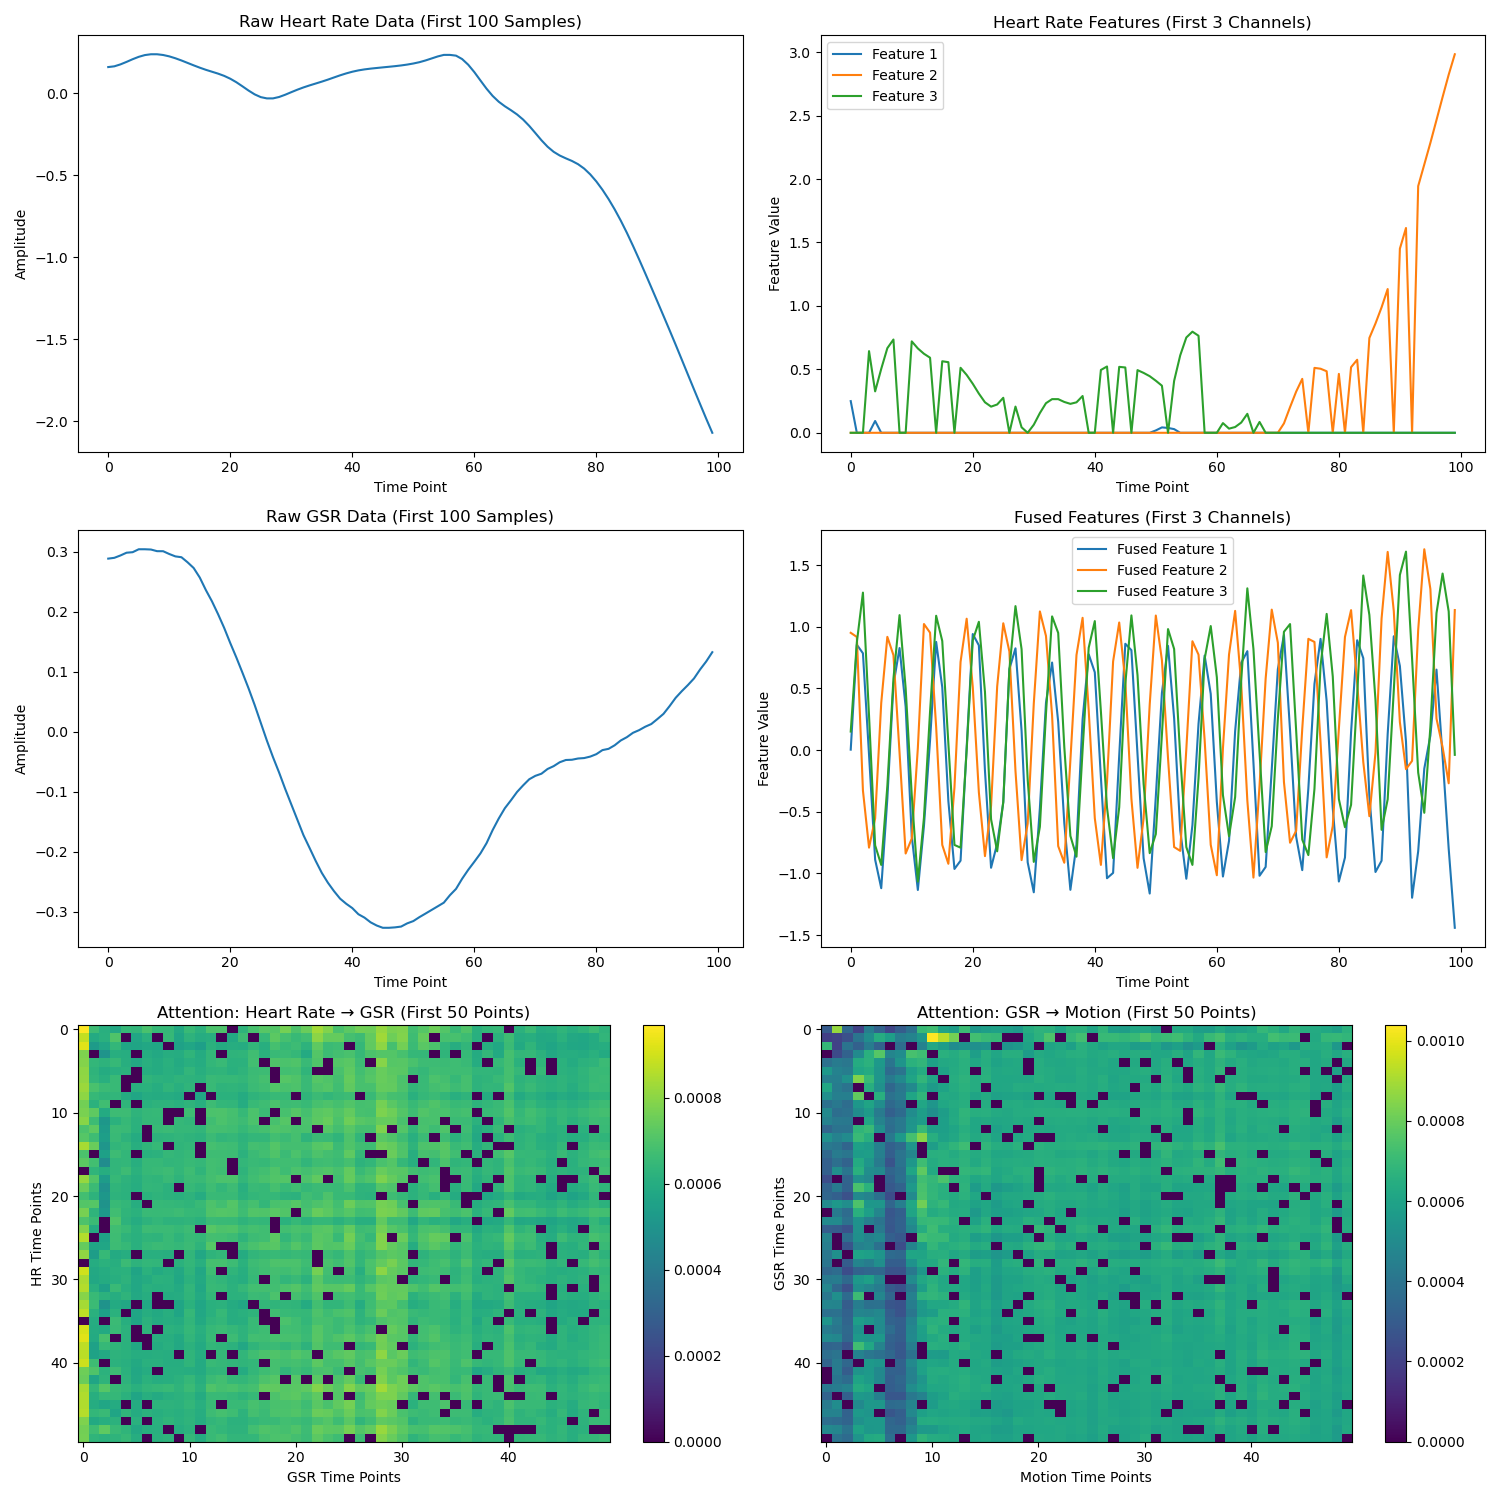 Raw Heart Rate Data (First 100 Samples)
0.0
−0.5
−1.0
−1.5
−2.0
Amplitude
0 20 40 60 80 100
Time Point
Heart Rate Features (First 3 Channels)
Feature 1
Feature 2
Feature 3
3.0
2.5
2.0
1.5
1.0
0.5
0.0
Feature Value
0 20 40 60 80 100
Time Point
Raw GSR Data (First 100 Samples)
0.3
0.2
0.1
0.0
−0.1
−0.2
−0.3
Amplitude
0 20 40 60 80 100
Time Point
Fused Features (First 3 Channels)
Fused Feature 1
Fused Feature 2
Fused Feature 3
1.5
1.0
0.5
0.0
−0.5
−1.0
−1.5
Feature Value
0 20 40 60 80 100
Time Point
Attention: Heart Rate → GSR (First 50 Points)
0
10
20
30
40
HR Time Points
0 10 20 30 40
GSR Time Points
0.0008
0.0006
0.0004
0.0002
0.0000
Attention: GSR → Motion (First 50 Points)
0
10
20
30
40
GSR Time Points
0 10 20 30 40
Motion Time Points
0.0010
0.0008
0.0006
0.0004
0.0002
0.0000